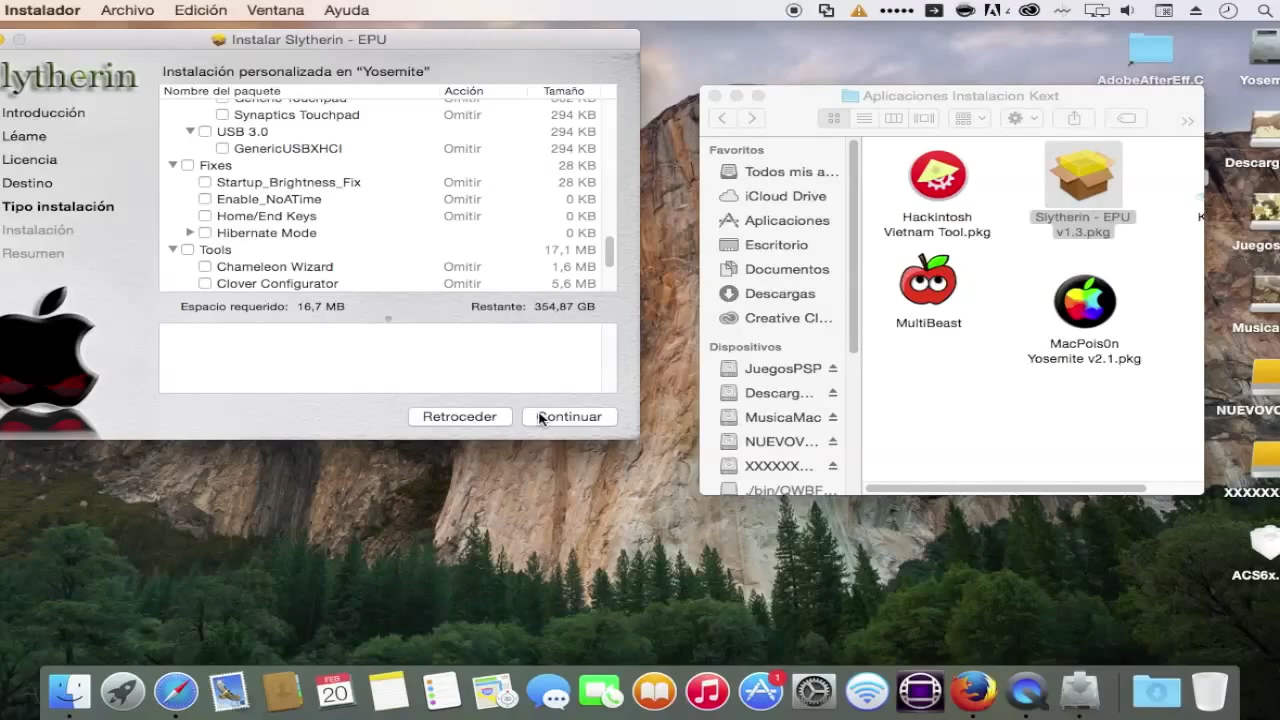 Instalador Archivo Edición Ventana Ayuda
Instalar Slytherin - EPU
lytherin
Introducción
Léame
Licencia
Destino
Tipo instalación
Instalación
Resumen
Instalación personalizada en “Yosemite”
Nombre del paquete Acción Tamaño
Synaptics Touchpad Omitir 294 KB
USB 3.0 294 KB
GenericUSBXHCI Omitir 294 KB
Fixes 28 KB
Startup_Brightness_Fix Omitir 28 KB
Enable_NoATime Omitir 0 KB
Home/End Keys Omitir 0 KB
Hibernate Mode Omitir 0 KB
Tools 17,1 MB
Chameleon Wizard Omitir 1,6 MB
Clover Configurator Omitir 5,6 MB
Espacio requerido: 16,7 MB Restante: 354,87 GB
Retroceder Continuar
Aplicaciones Instalacion Kext
Favoritos
Todos mis a...
iCloud Drive
Aplicaciones
Escritorio
Documentos
Descargas
Creative Cl...
Dispositivos
JuegosPSP
Descarg...
MusicaMac
NUEVOV...
XXXXXX...
./bin/OWBF...
Hackintosh
Vietnam Tool.pkg
Slytherin - EPU
v1.3.pkg
MultiBeast
MacPois0n
Yosemite v2.1.pkg
AdobeAfterEff.C
Yosem
Descarg
Juegos
Musica
NUEVOV
XXXXXX
ACS6x.
FEB
20
1